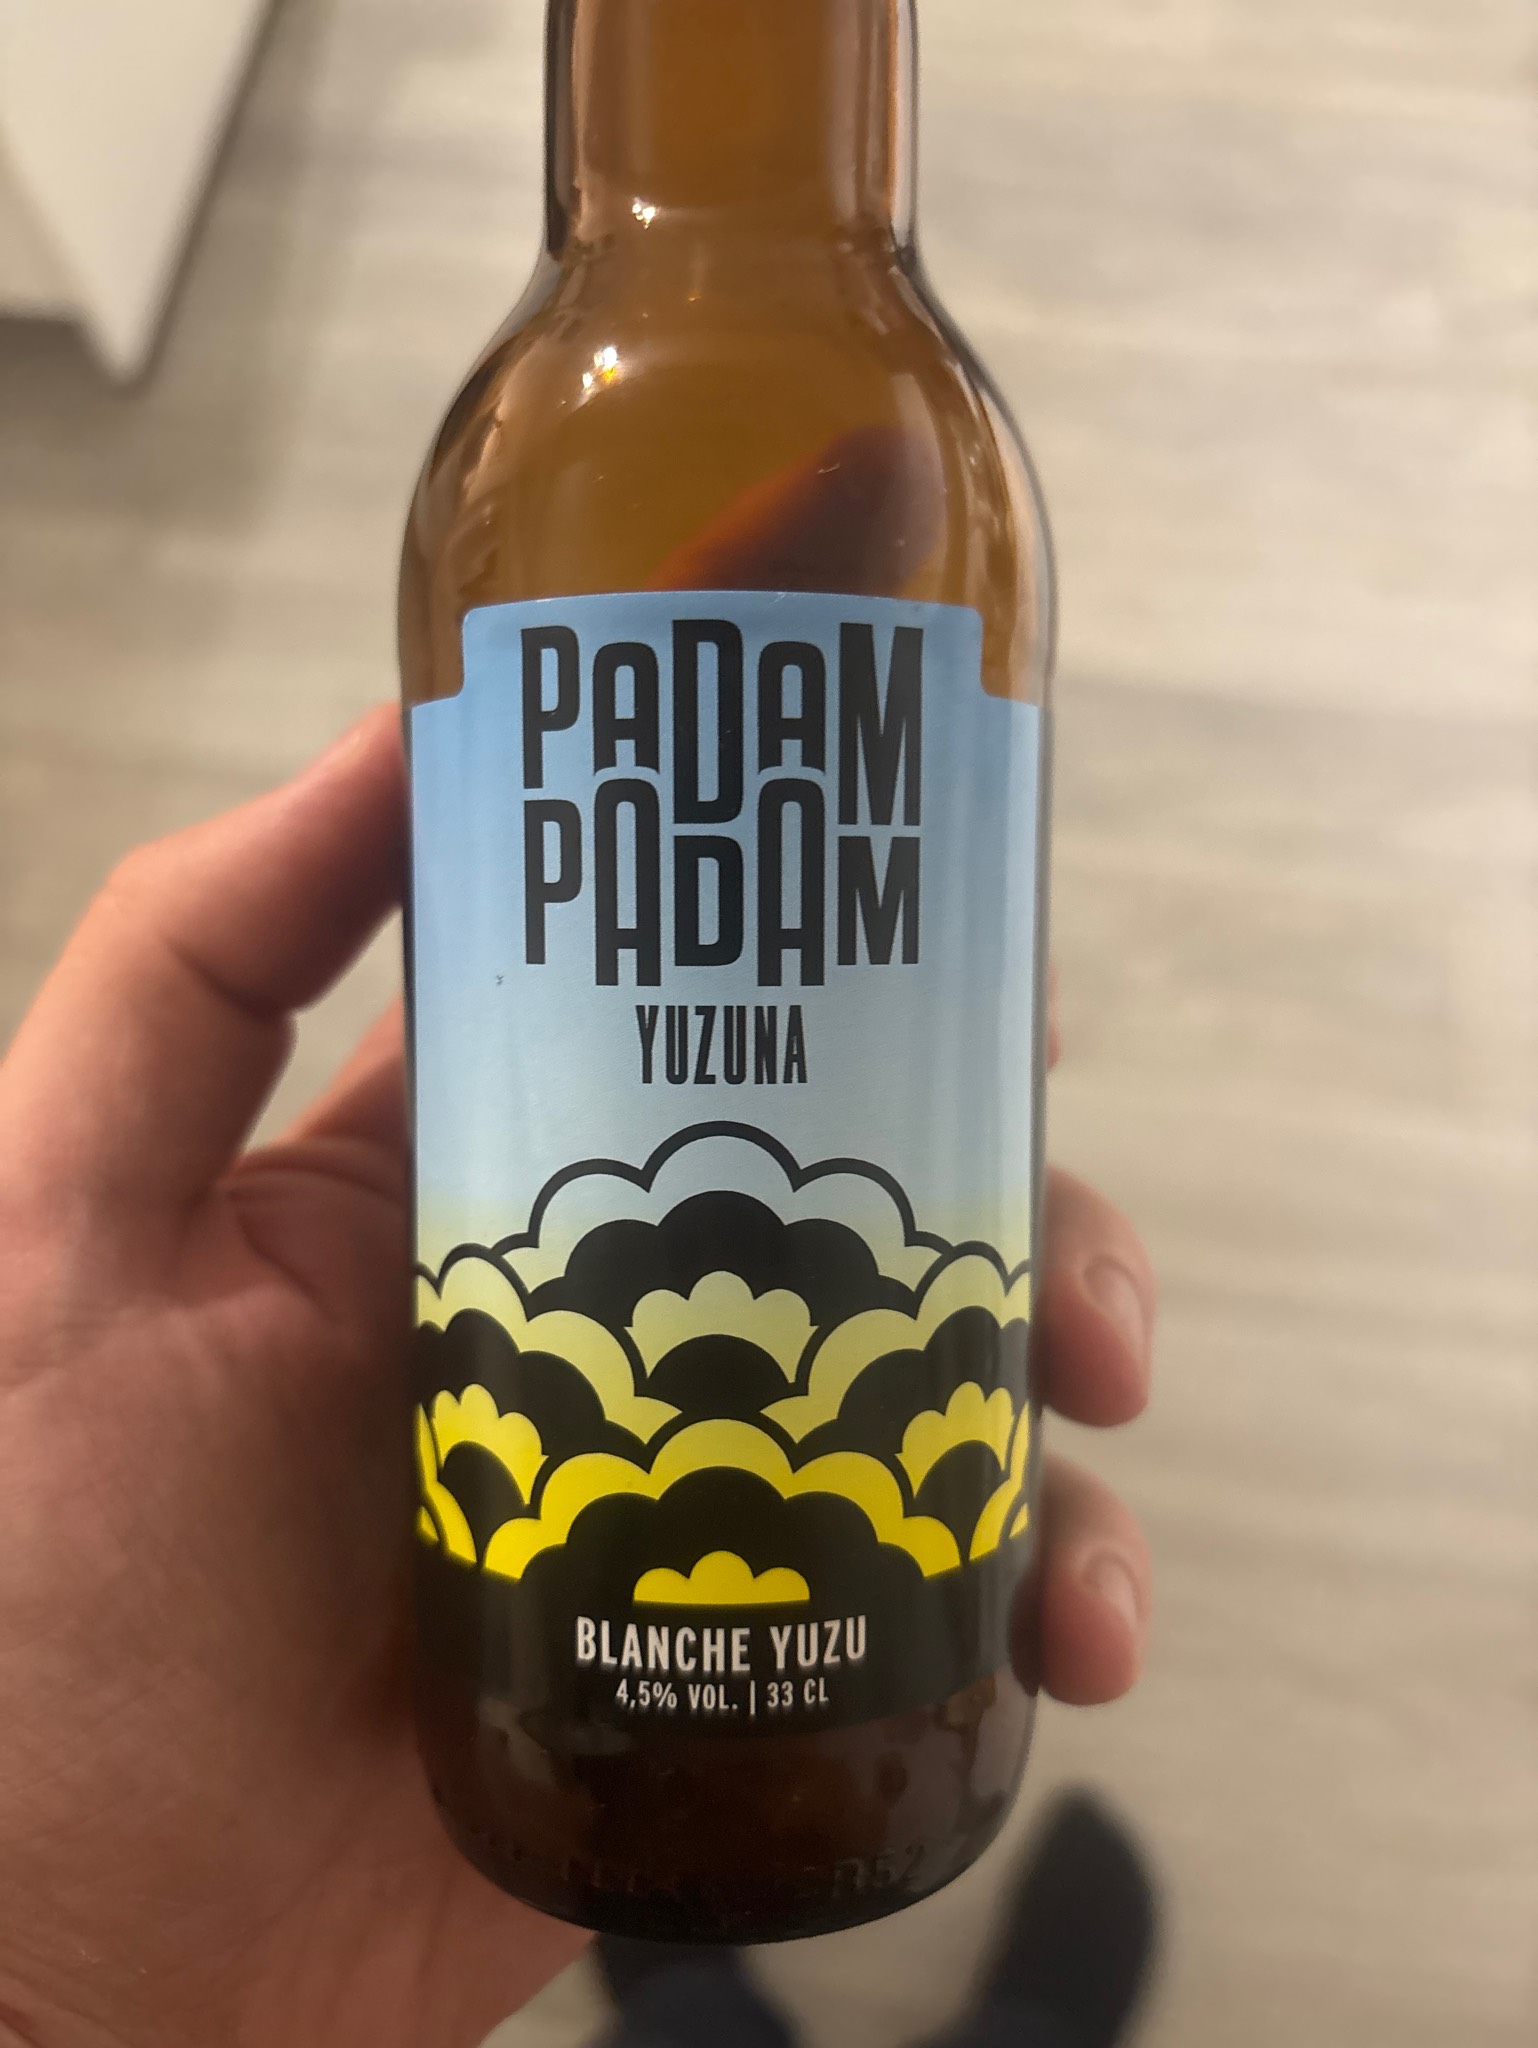 PADAM
PADAM
YUZUNA
BLANCHE YUZU
4,5% VOL. | 33 CL